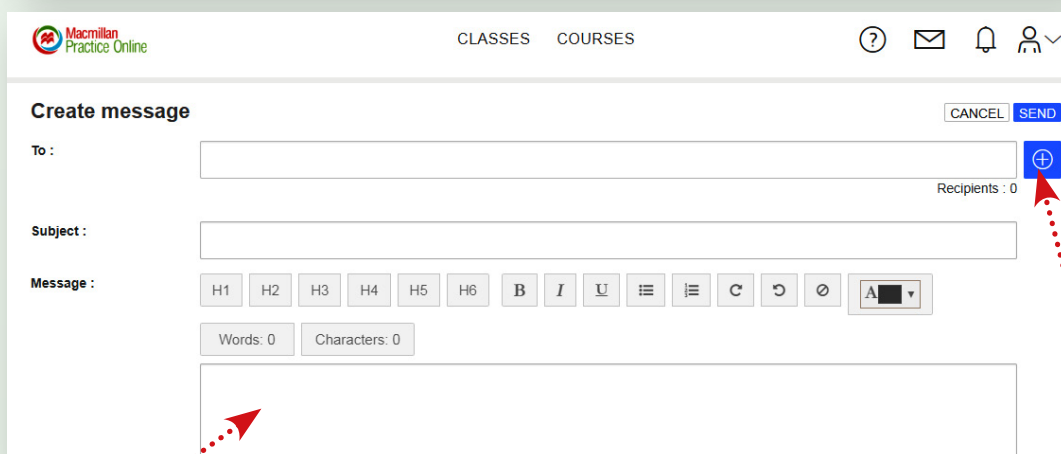 Macmillan
Practice Online
CLASSES COURSES
?
Create message
CANCEL SEND
To :
Recipients : 0
Subject :
Message :
H1 H2 H3 H4 H5 H6 B I U A
Words: 0 Characters: 0